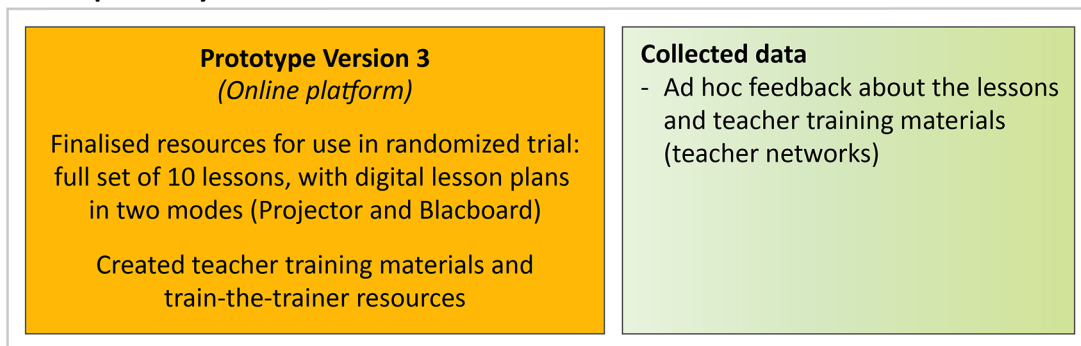 Prototype Version 3
(Online platform)
Finalised resources for use in randomized trial:
full set of 10 lessons, with digital lesson plans
in two modes (Projector and Blacboard)
Created teacher training materials and
train-the-trainer resources
Collected data
- Ad hoc feedback about the lessons
and teacher training materials
(teacher networks)